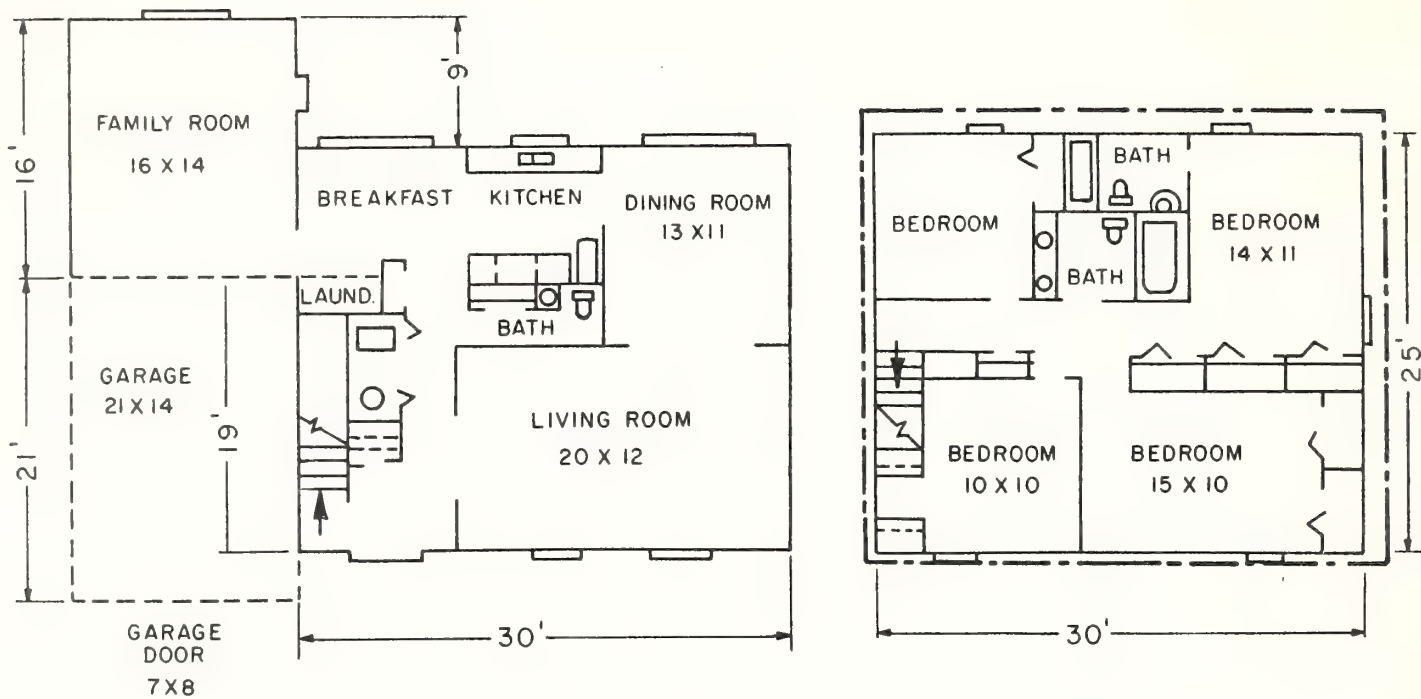 16'
FAMILY ROOM
16 X 14
9'
BREAKFAST
KITCHEN
DINING ROOM
13 X 11
LAUND.
BATH
GARAGE
21 X 14
21'
19'
LIVING ROOM
20 X 12
GARAGE
DOOR
7 X 8
30'
BEDROOM
BATH
BATH
BEDROOM
14 X 11
25'
BEDROOM
10 X 10
BEDROOM
15 X 10
30'